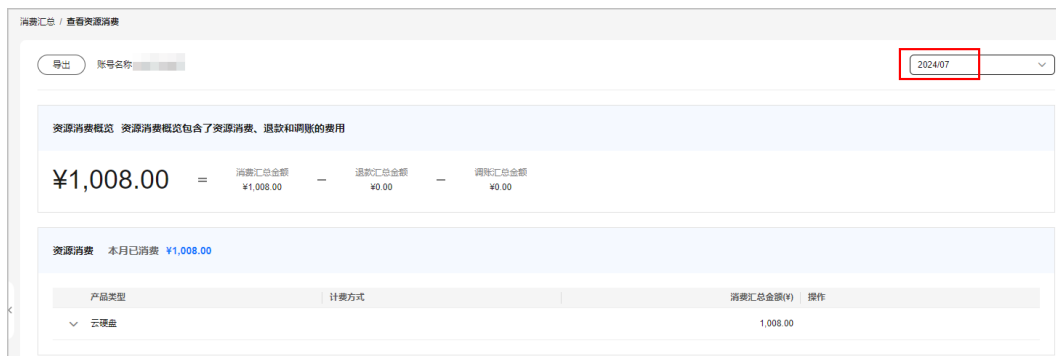 消费汇总 / 查看资源消费
导出 账号名称 2024/07
资源消费概览 资源消费概览包含了资源消费、退款和调账的费用
¥1,008.00 = 消费汇总金额 ¥1,008.00 − 退款汇总金额 ¥0.00 − 调账汇总金额 ¥0.00
资源消费 本月已消费 ¥1,008.00
产品类型 计费方式 消费汇总金额(¥) 操作
云硬盘 1,008.00